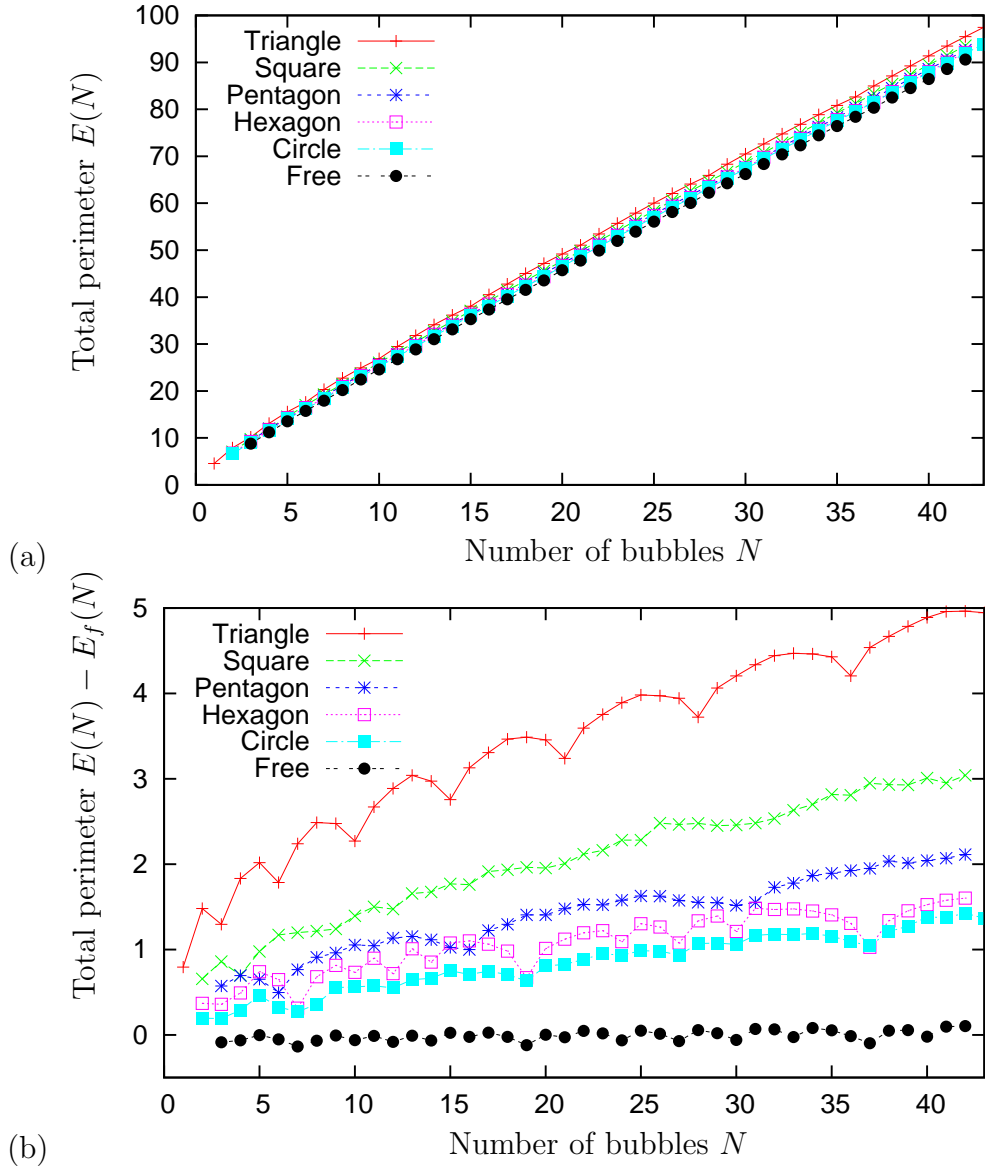 100
90
80
70
60
50
40
30
20
10
0
Total perimeter E(N)
Triangle
Square
Pentagon
Hexagon
Circle
Free
0 5 10 15 20 25 30 35 40
Number of bubbles N
(a)
5
4
3
2
1
0
Total perimeter E(N) − E_f(N)
Triangle
Square
Pentagon
Hexagon
Circle
Free
0 5 10 15 20 25 30 35 40
Number of bubbles N
(b)